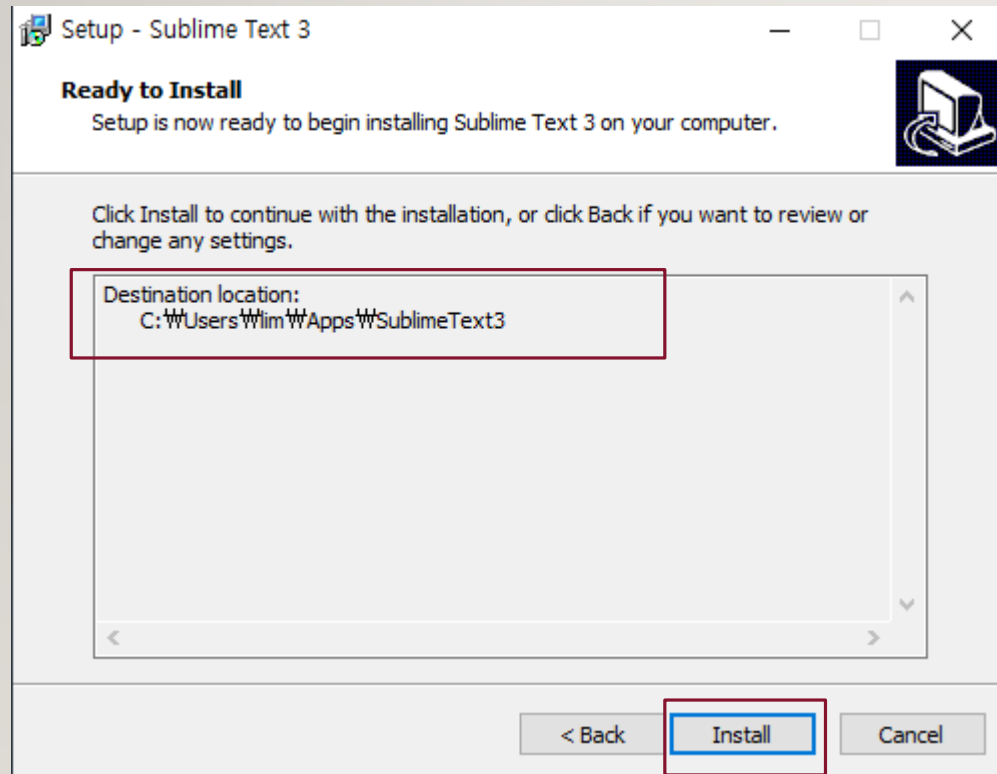 Setup - Sublime Text 3
Ready to Install
Setup is now ready to begin installing Sublime Text 3 on your computer.
Click Install to continue with the installation, or click Back if you want to review or
change any settings.
Destination location:
C:₩Users₩lim₩Apps₩SublimeText3
< Back
Install
Cancel